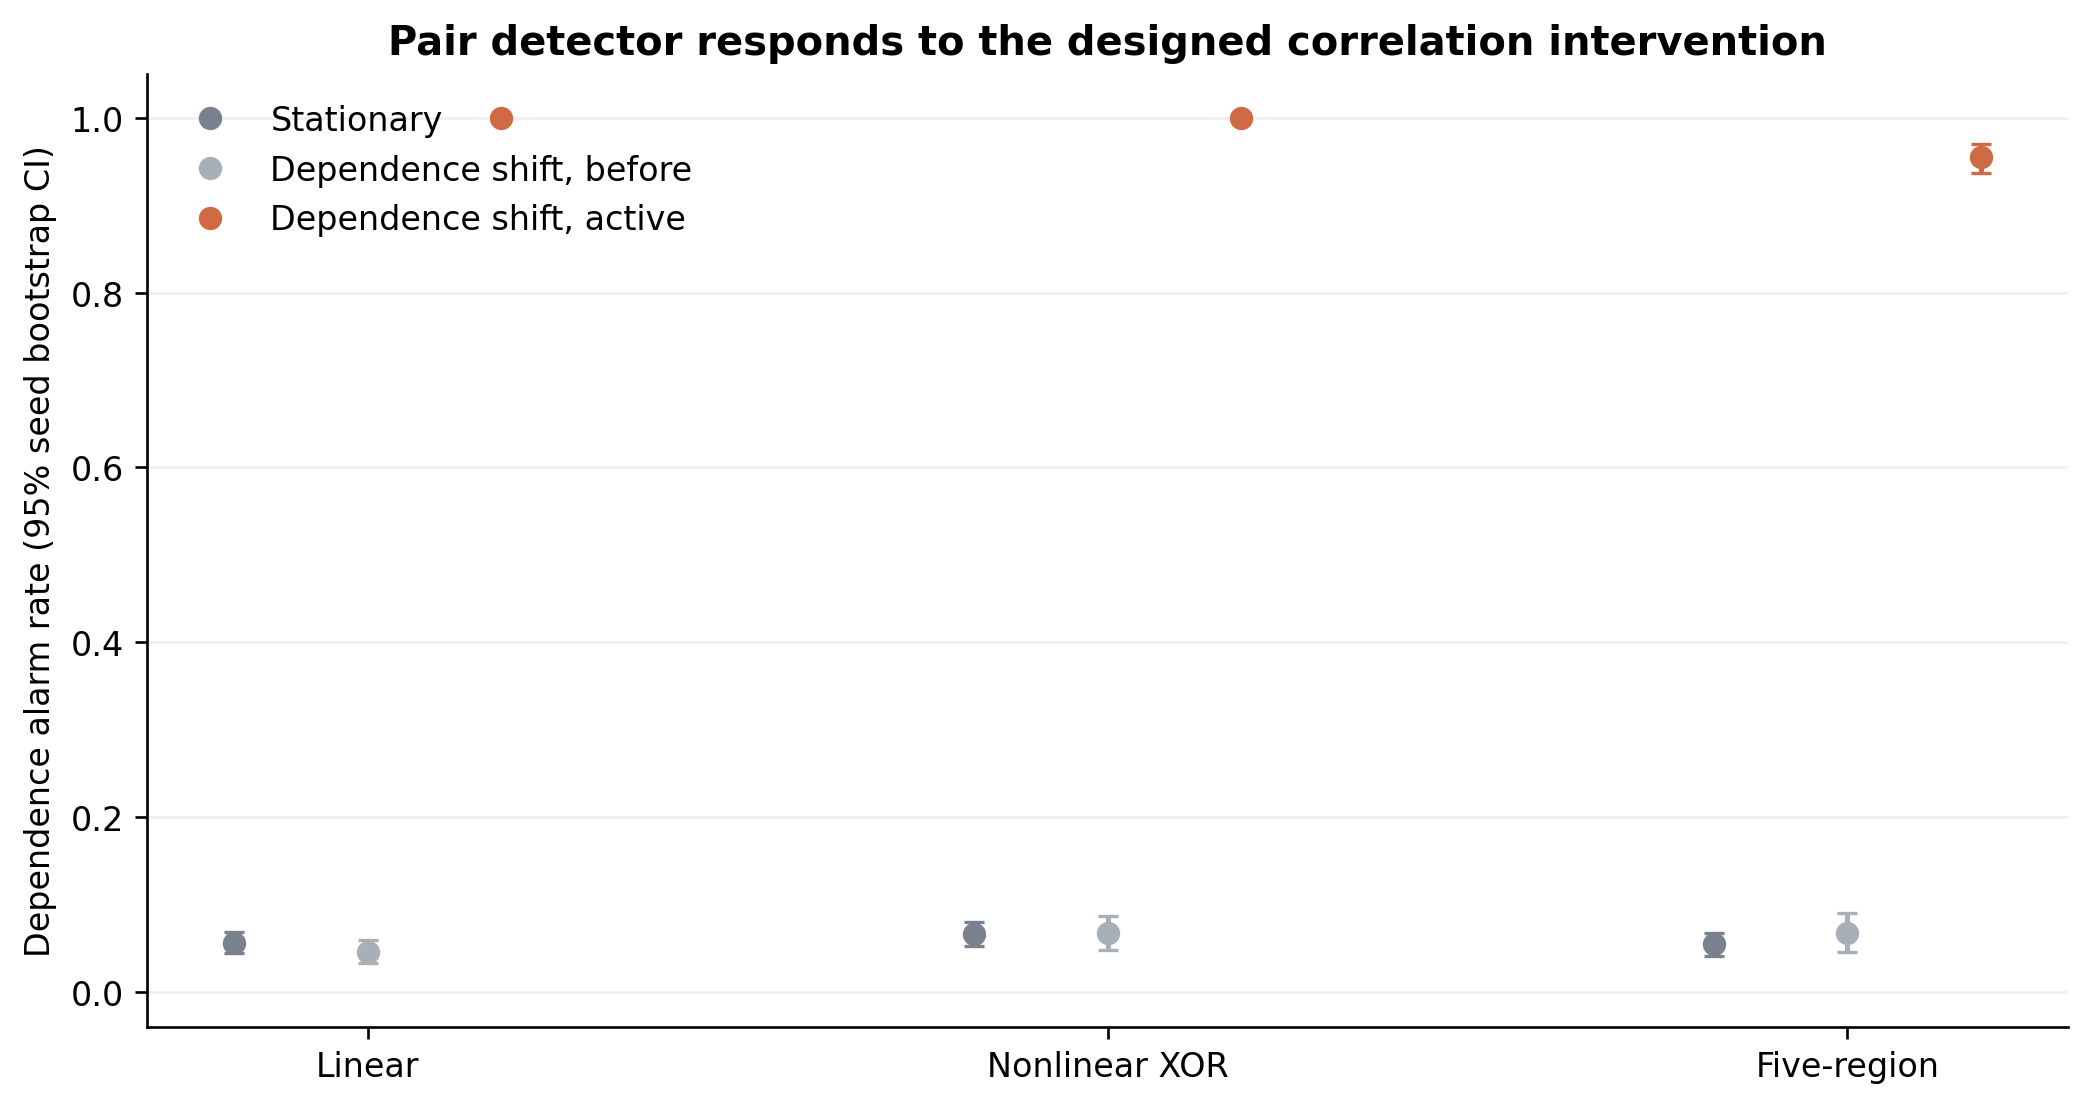 Pair detector responds to the designed correlation intervention
Dependence alarm rate (95% seed bootstrap CI)
1.0
0.8
0.6
0.4
0.2
0.0
Stationary
Dependence shift, before
Dependence shift, active
Linear
Nonlinear XOR
Five-region